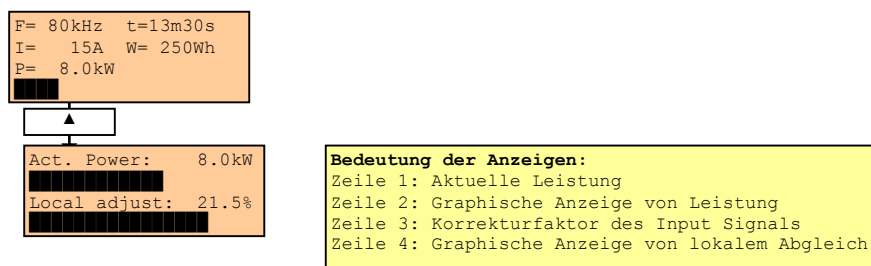 F= 80kHz  t=13m30s
I=   15A  W= 250Wh
P=  8.0kW
▲
Act. Power:    8.0kW
Local adjust:  21.5%
Bedeutung der Anzeigen:
Zeile 1: Aktuelle Leistung
Zeile 2: Graphische Anzeige von Leistung
Zeile 3: Korrekturfaktor des Input Signals
Zeile 4: Graphische Anzeige von lokalem Abgleich